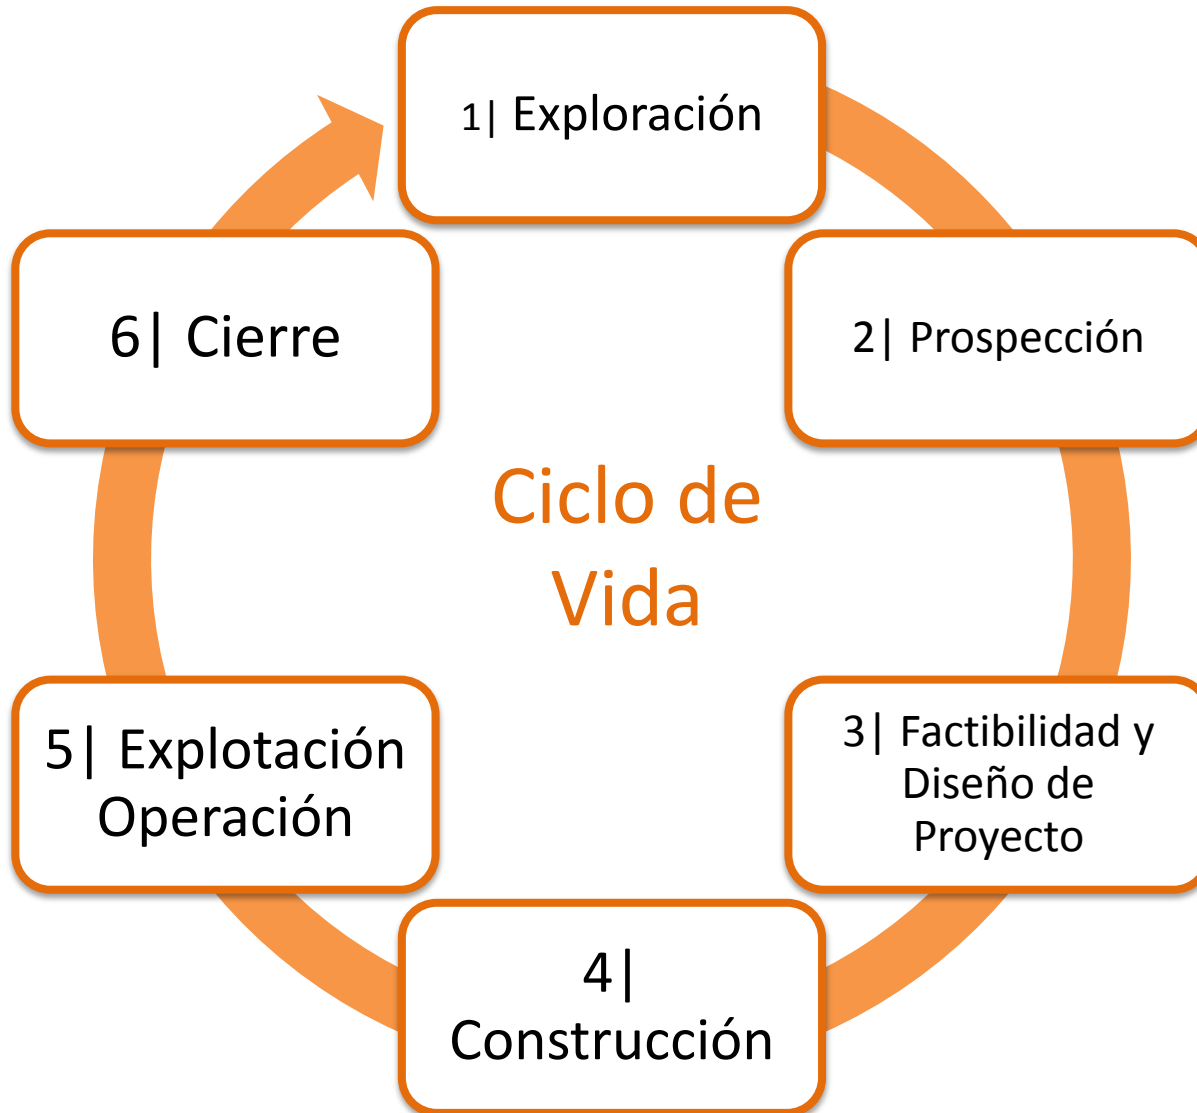 1| Exploración
2| Prospección
3| Factibilidad y
Diseño de
Proyecto
4|
Construcción
5| Explotación
Operación
6| Cierre
Ciclo de
Vida